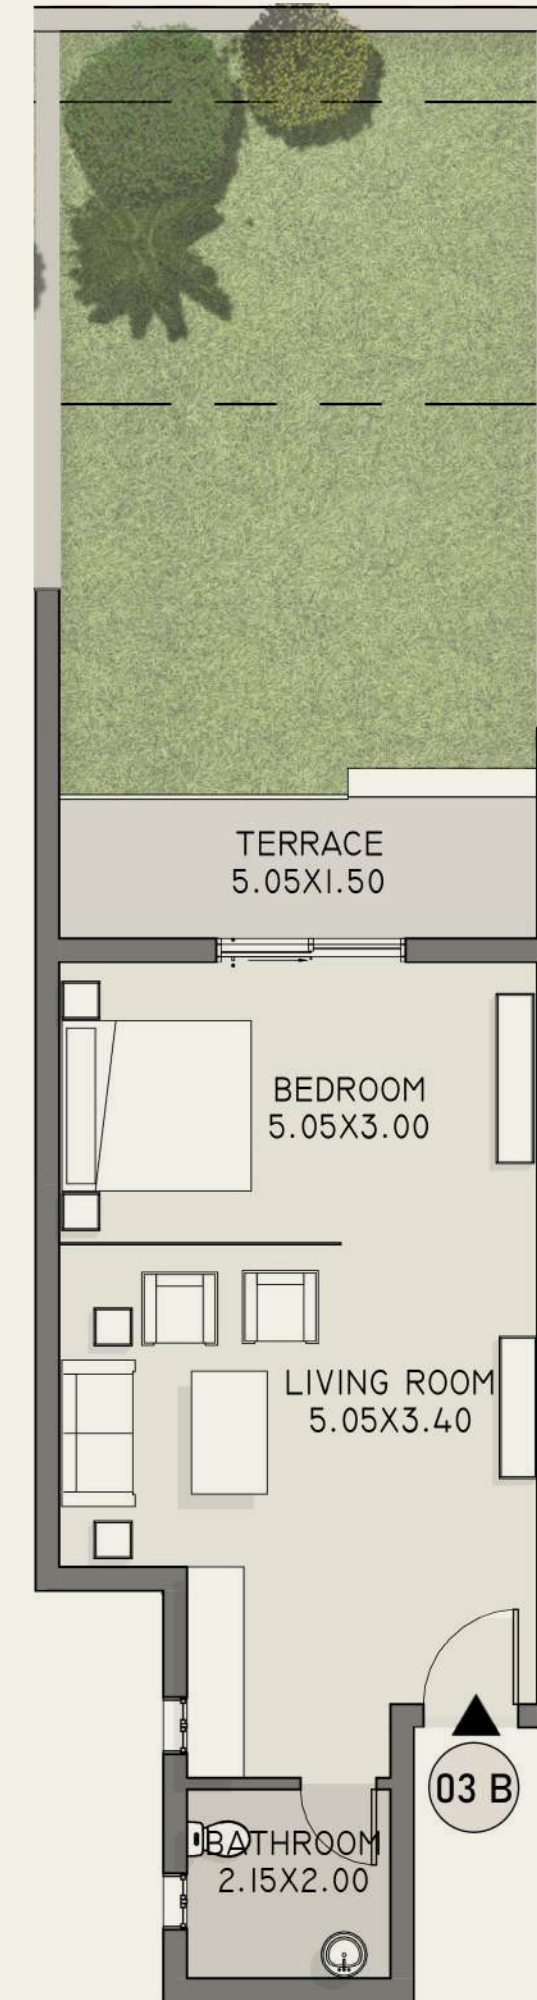 TERRACE
5.05X1.50
BEDROOM
5.05X3.00
LIVING ROOM
5.05X3.40
03 B
BATHROOM
2.15X2.00